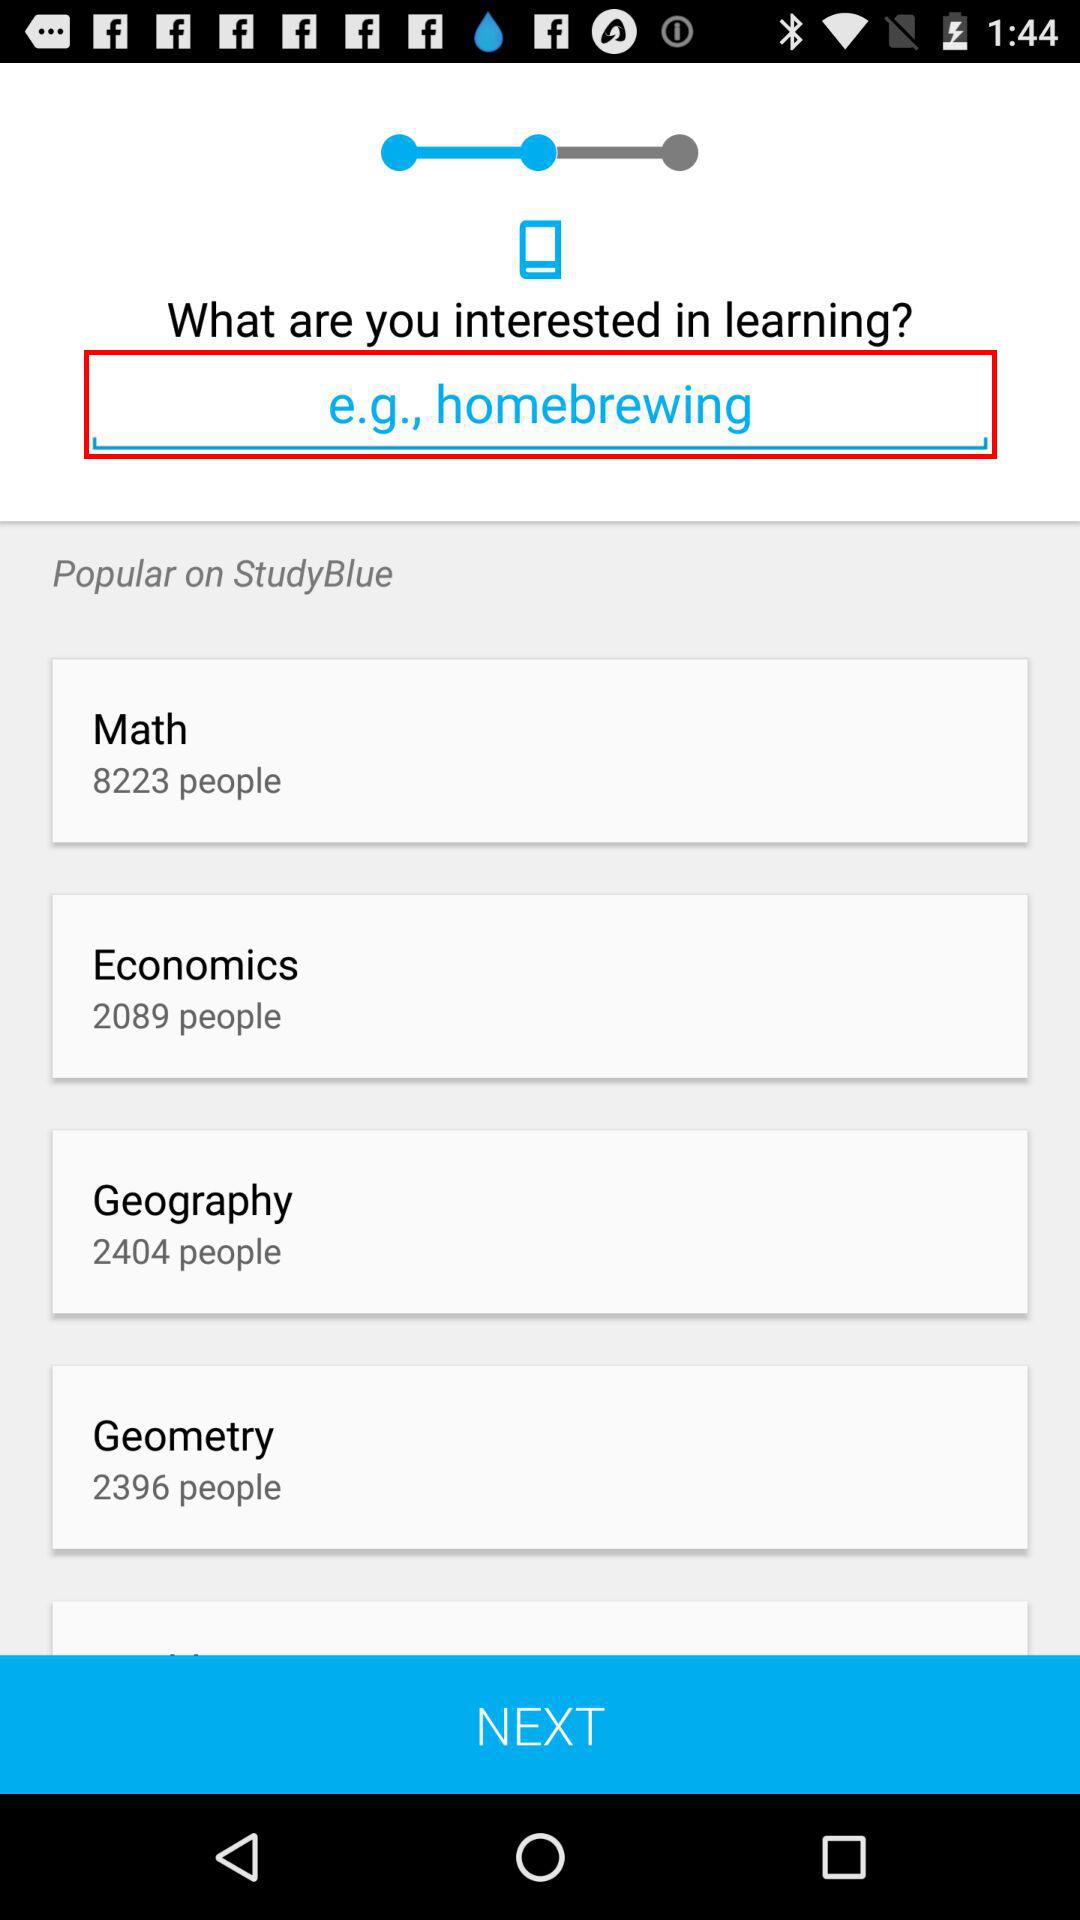 1:44
What are you interested in learning?
e.g., homebrewing
Popular on StudyBlue
Math
8223 people
Economics
2089 people
Geography
2404 people
Geometry
2396 people
NEXT